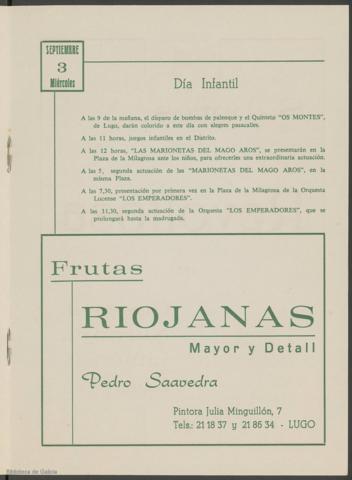 SEPTIEMBRE
3
Miércoles
Día Infantil
A las 9 de la mañana, el disparo de bombas de palenque y el Quinteto "OS MONTES",
de Lugo, darán colorido a este día con alegres pasacalles.
A las 11 horas, juegos infantiles en el Distrito.
A las 12 horas, "LAS MARIONETAS DEL MAGO AROS", se presentarán en la
Plaza de la Milagrosa ante los niños, para ofrecerles una extraordinaria actuación.
A las 5, segunda actuación de las "MARIONETAS DEL MAGO AROS", en
la misma Plaza.
A las 7,30, presentación por primera vez en la Plaza de la Milagrosa de la Orquesta
Lucense "LOS EMPERADORES".
A las 11,30, segunda actuación de la Orquesta "LOS EMPERADORES", que se
prolongará hasta la madrugada.
Frutas
RIOJANAS
Mayor y Detall
Pedro Saavedra
Pintora Julia Minguillón, 7
Tels.: 21 18 37 y 21 86 34 - LUGO
Biblioteca de Galicia